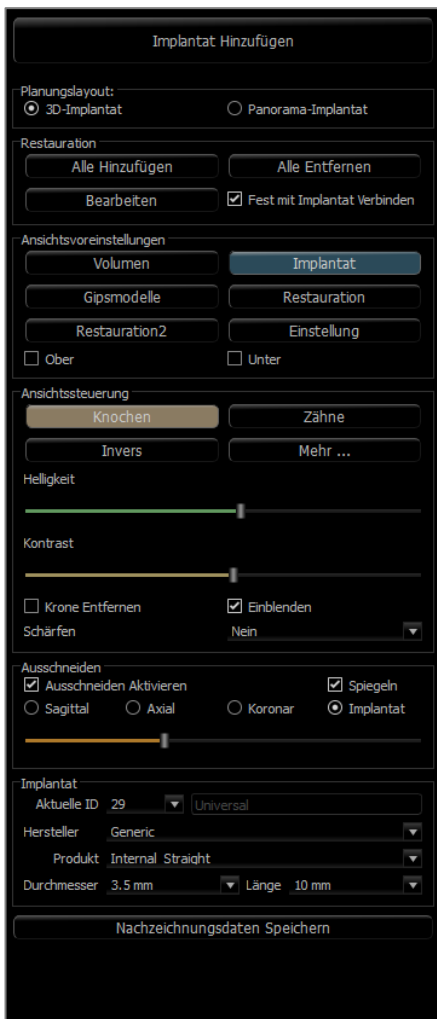 Implantat Hinzufügen
Planungslayout:
3D-Implantat Panorama-Implantat
Restauration
Alle Hinzufügen Alle Entfernen
Bearbeiten Fest mit Implantat Verbinden
Ansichtsvoreinstellungen
Volumen Implantat
Gipsmodelle Restauration
Restauration2 Einstellung
Ober Unter
Ansichtssteuerung
Knochen Zähne
Invers Mehr ...
Helligkeit
Kontrast
Krone Entfernen Einblenden
Schärfen Nein
Ausschneiden
Ausschneiden Aktivieren Spiegeln
Sagittal Axial Koronar Implantat
Implantat
Aktuelle ID 29 Universal
Hersteller Generic
Produkt Internal Straight
Durchmesser 3.5 mm Länge 10 mm
Nachzeichnungsdaten Speichern